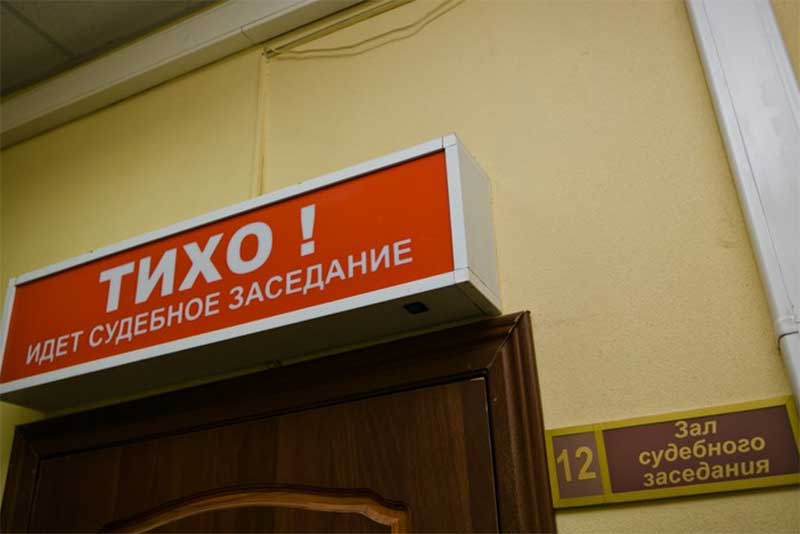 ТИХО !
ИДЕТ СУДЕБНОЕ ЗАСЕДАНИЕ
12
Зал
судебного
заседания